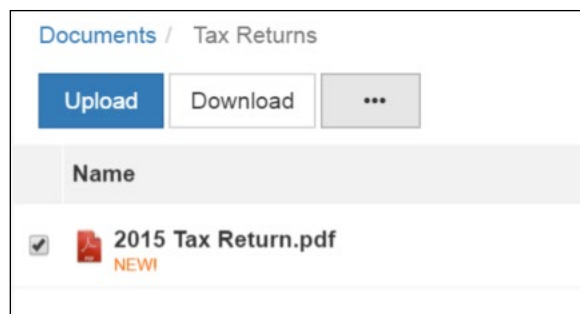 Documents / Tax Returns
Upload Download •••
Name
2015 Tax Return.pdf
NEW!